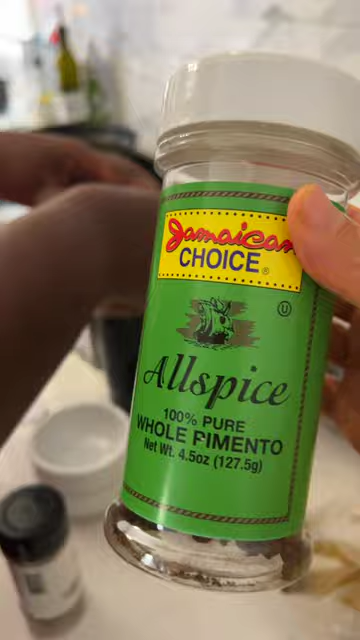 Jamaican
CHOICE®
U
Allspice
100% PURE
WHOLE PIMENTO
Net Wt. 4.5oz (127.5g)